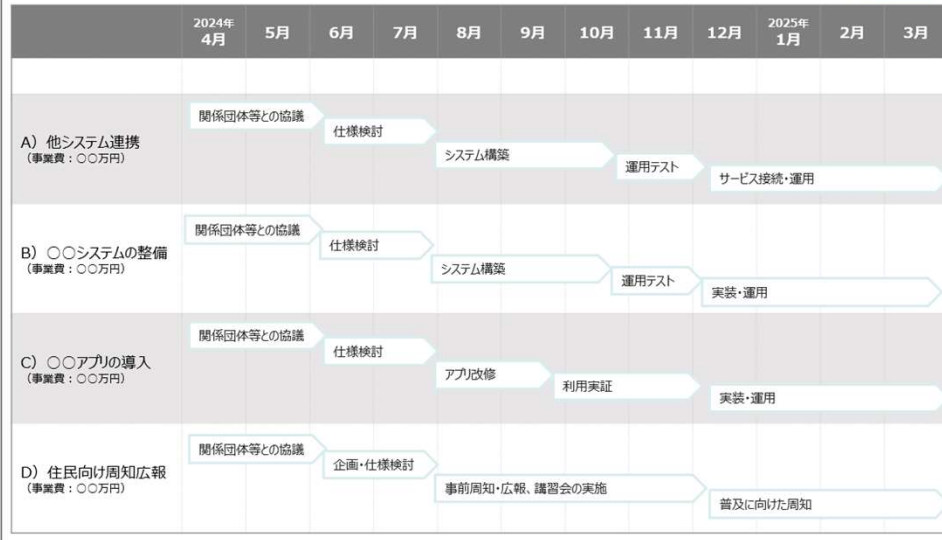 2024年
4月 5月 6月 7月 8月 9月 10月 11月 12月 2025年
1月 2月 3月
A）他システム連携
（事業費：〇〇万円）
関係団体等との協議
仕様検討
システム構築
運用テスト
サービス接続・運用
B）〇〇システムの整備
（事業費：〇〇万円）
関係団体等との協議
仕様検討
システム構築
運用テスト
実装・運用
C）〇〇アプリの導入
（事業費：〇〇万円）
関係団体等との協議
仕様検討
アプリ改修
利用実証
実装・運用
D）住民向け周知広報
（事業費：〇〇万円）
関係団体等との協議
企画・仕様検討
事前周知・広報、講習会の実施
普及に向けた周知